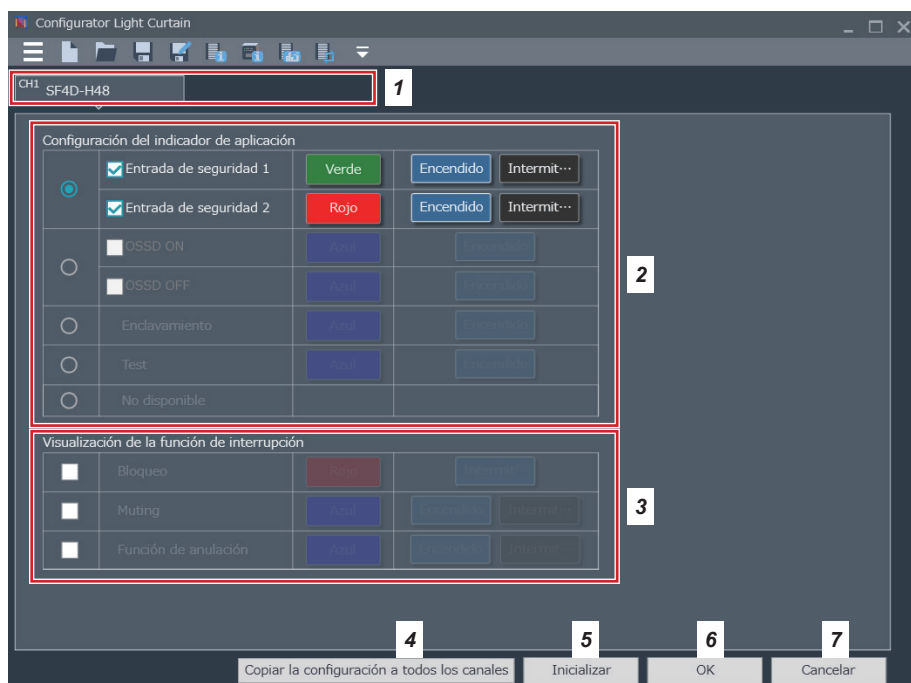 Configurator Light Curtain
CH1 SF4D-H48
1
Configuración del indicador de aplicación
Entrada de seguridad 1 Verde Encendido Intermit···
Entrada de seguridad 2 Rojo Encendido Intermit···
OSSD ON Azul Encendido
2
OSSD OFF Azul Encendido
Enclavamiento Azul Encendido
Test Azul Encendido
No disponible
Visualización de la función de interrupción
Bloqueo Rojo Intermit···
Muting Azul Encendido Intermit···
3
Función de anulación Azul Encendido Intermit···
4 5 6 7
Copiar la configuración a todos los canales Inicializar OK Cancelar